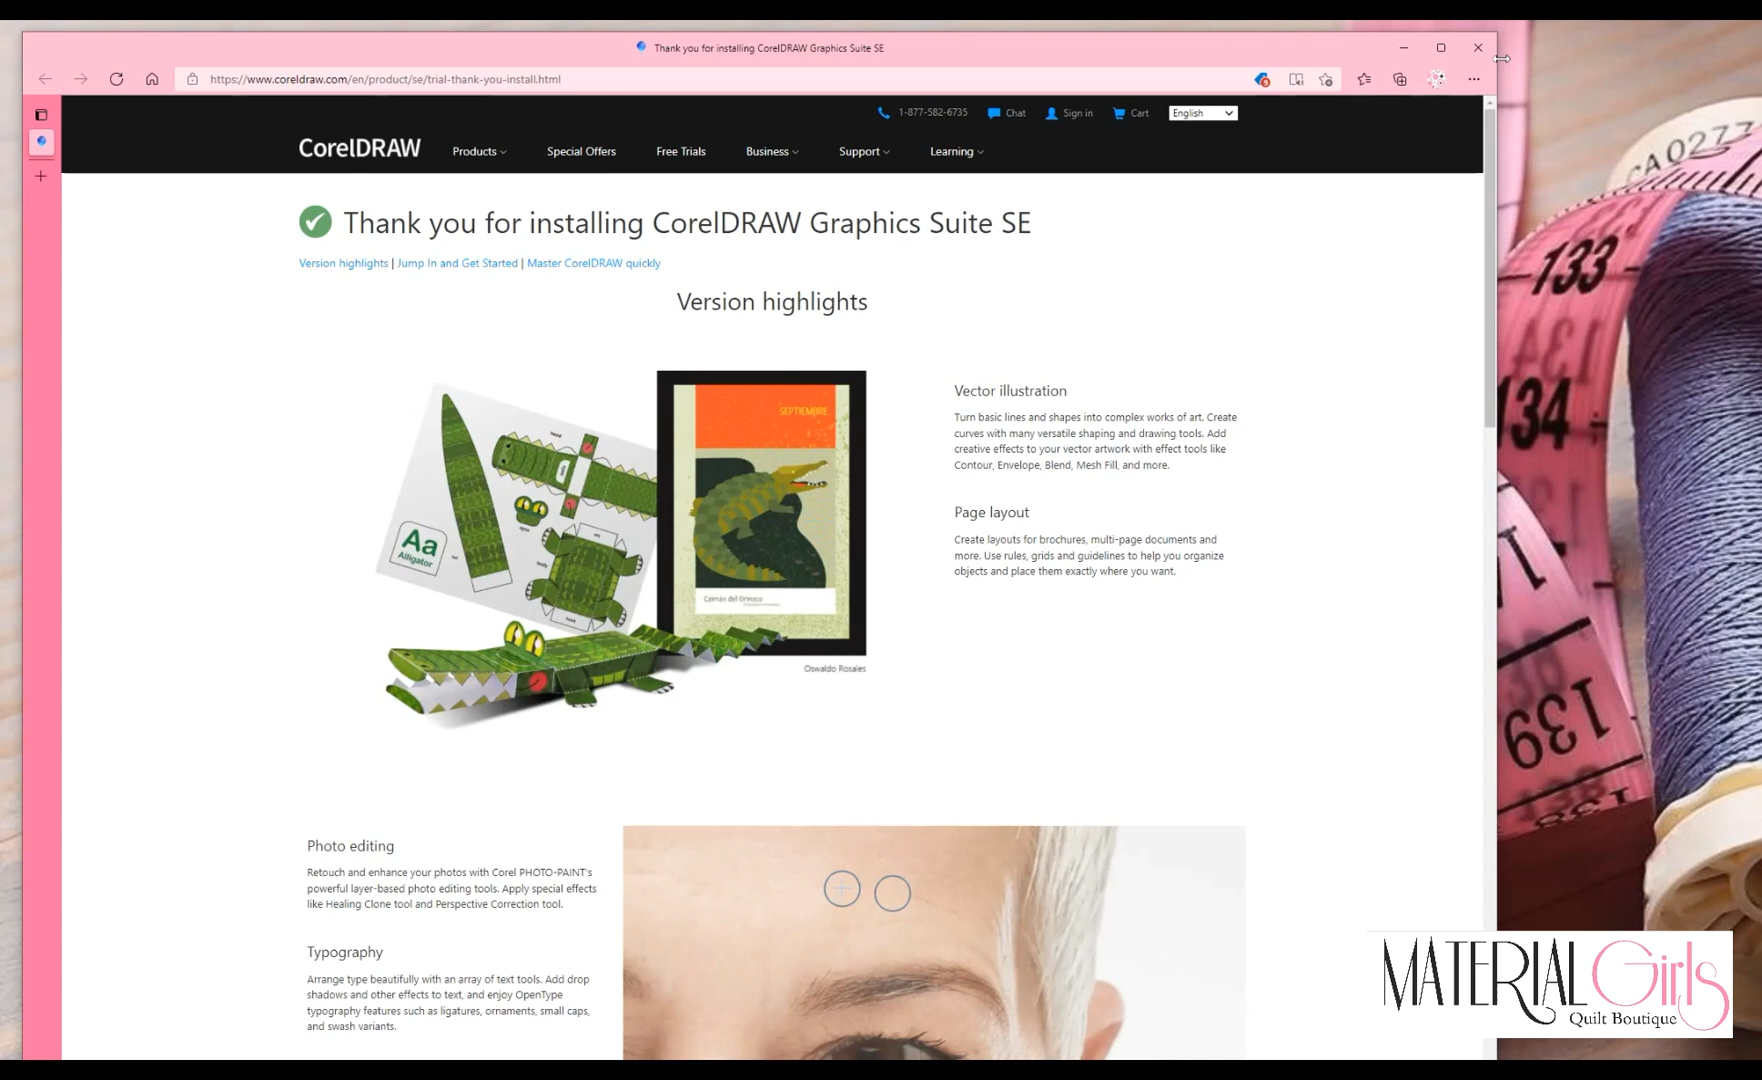 Thank you for installing CorelDRAW Graphics Suite SE
https://www.coreldraw.com/en/product/se/trial-thank-you-install.html
1-877-582-6735 Chat Sign in Cart English
CorelDRAW Products Special Offers Free Trials Business Support Learning
Thank you for installing CorelDRAW Graphics Suite SE
Version highlights | Jump In and Get Started | Master CorelDRAW quickly
Version highlights
SEPTIEMBRE
Aa
Alligator
Caimán del Orinoco
Oswaldo Rosales
Vector illustration
Turn basic lines and shapes into complex works of art. Create
curves with many versatile shaping and drawing tools. Add
creative effects to your vector artwork with effect tools like
Contour, Envelope, Blend, Mesh Fill, and more.
Page layout
Create layouts for brochures, multi-page documents and
more. Use rules, grids and guidelines to help you organize
objects and place them exactly where you want.
Photo editing
Retouch and enhance your photos with Corel PHOTO-PAINT's
powerful layer-based photo editing tools. Apply special effects
like Healing Clone tool and Perspective Correction tool.
Typography
Arrange type beautifully with an array of text tools. Add drop
shadows and other effects to text, and enjoy OpenType
typography features such as ligatures, ornaments, small caps,
and swash variants.
133
134
139
138
MATERIAL Girls
Quilt Boutique